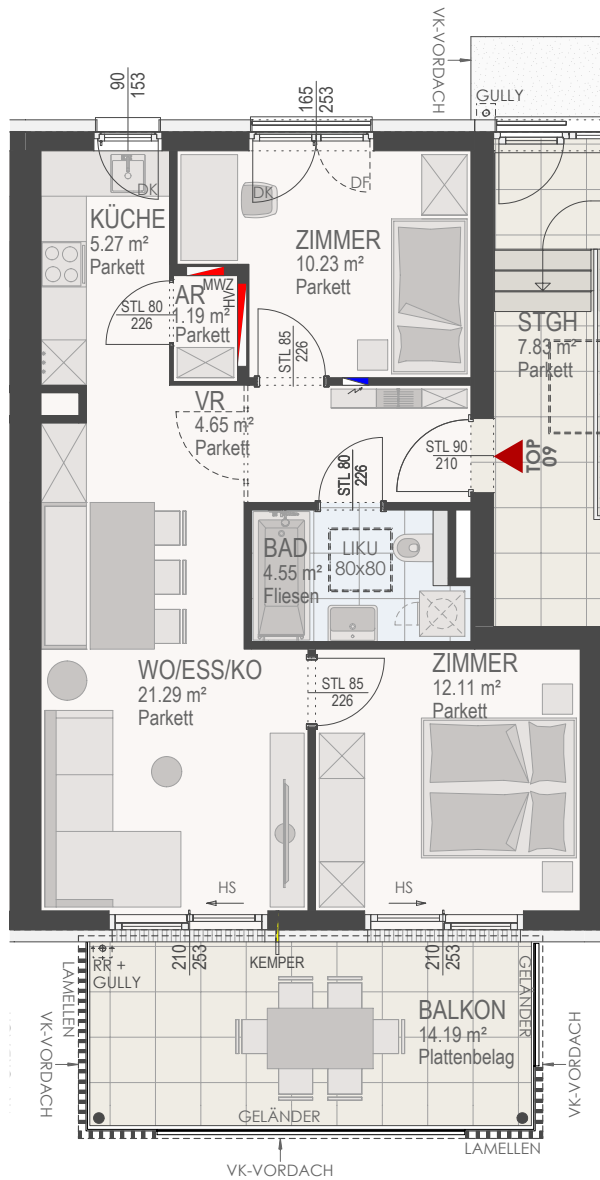 VK-VORDACH
GULLY
90
153
165
253
DK
DK
DF
KÜCHE
5.27 m²
Parkett
ZIMMER
10.23 m²
Parkett
AR
1.19 m²
Parkett
MWZ
HVZ
STL 80
226
STL 85
226
STGH
7.83 m²
Parkett
VR
4.65 m²
Parkett
STL 80
226
STL 90
210
TOP
09
BAD
4.55 m²
Fliesen
LIKU
80x80
WO/ESS/KO
21.29 m²
Parkett
STL 85
226
ZIMMER
12.11 m²
Parkett
HS
HS
210
253
KEMPER
210
253
RR +
GULLY
LAMELLEN
VK-VORDACH
GELÄNDER
BALKON
14.19 m²
Plattenbelag
VK-VORDACH
GELÄNDER
LAMELLEN
VK-VORDACH